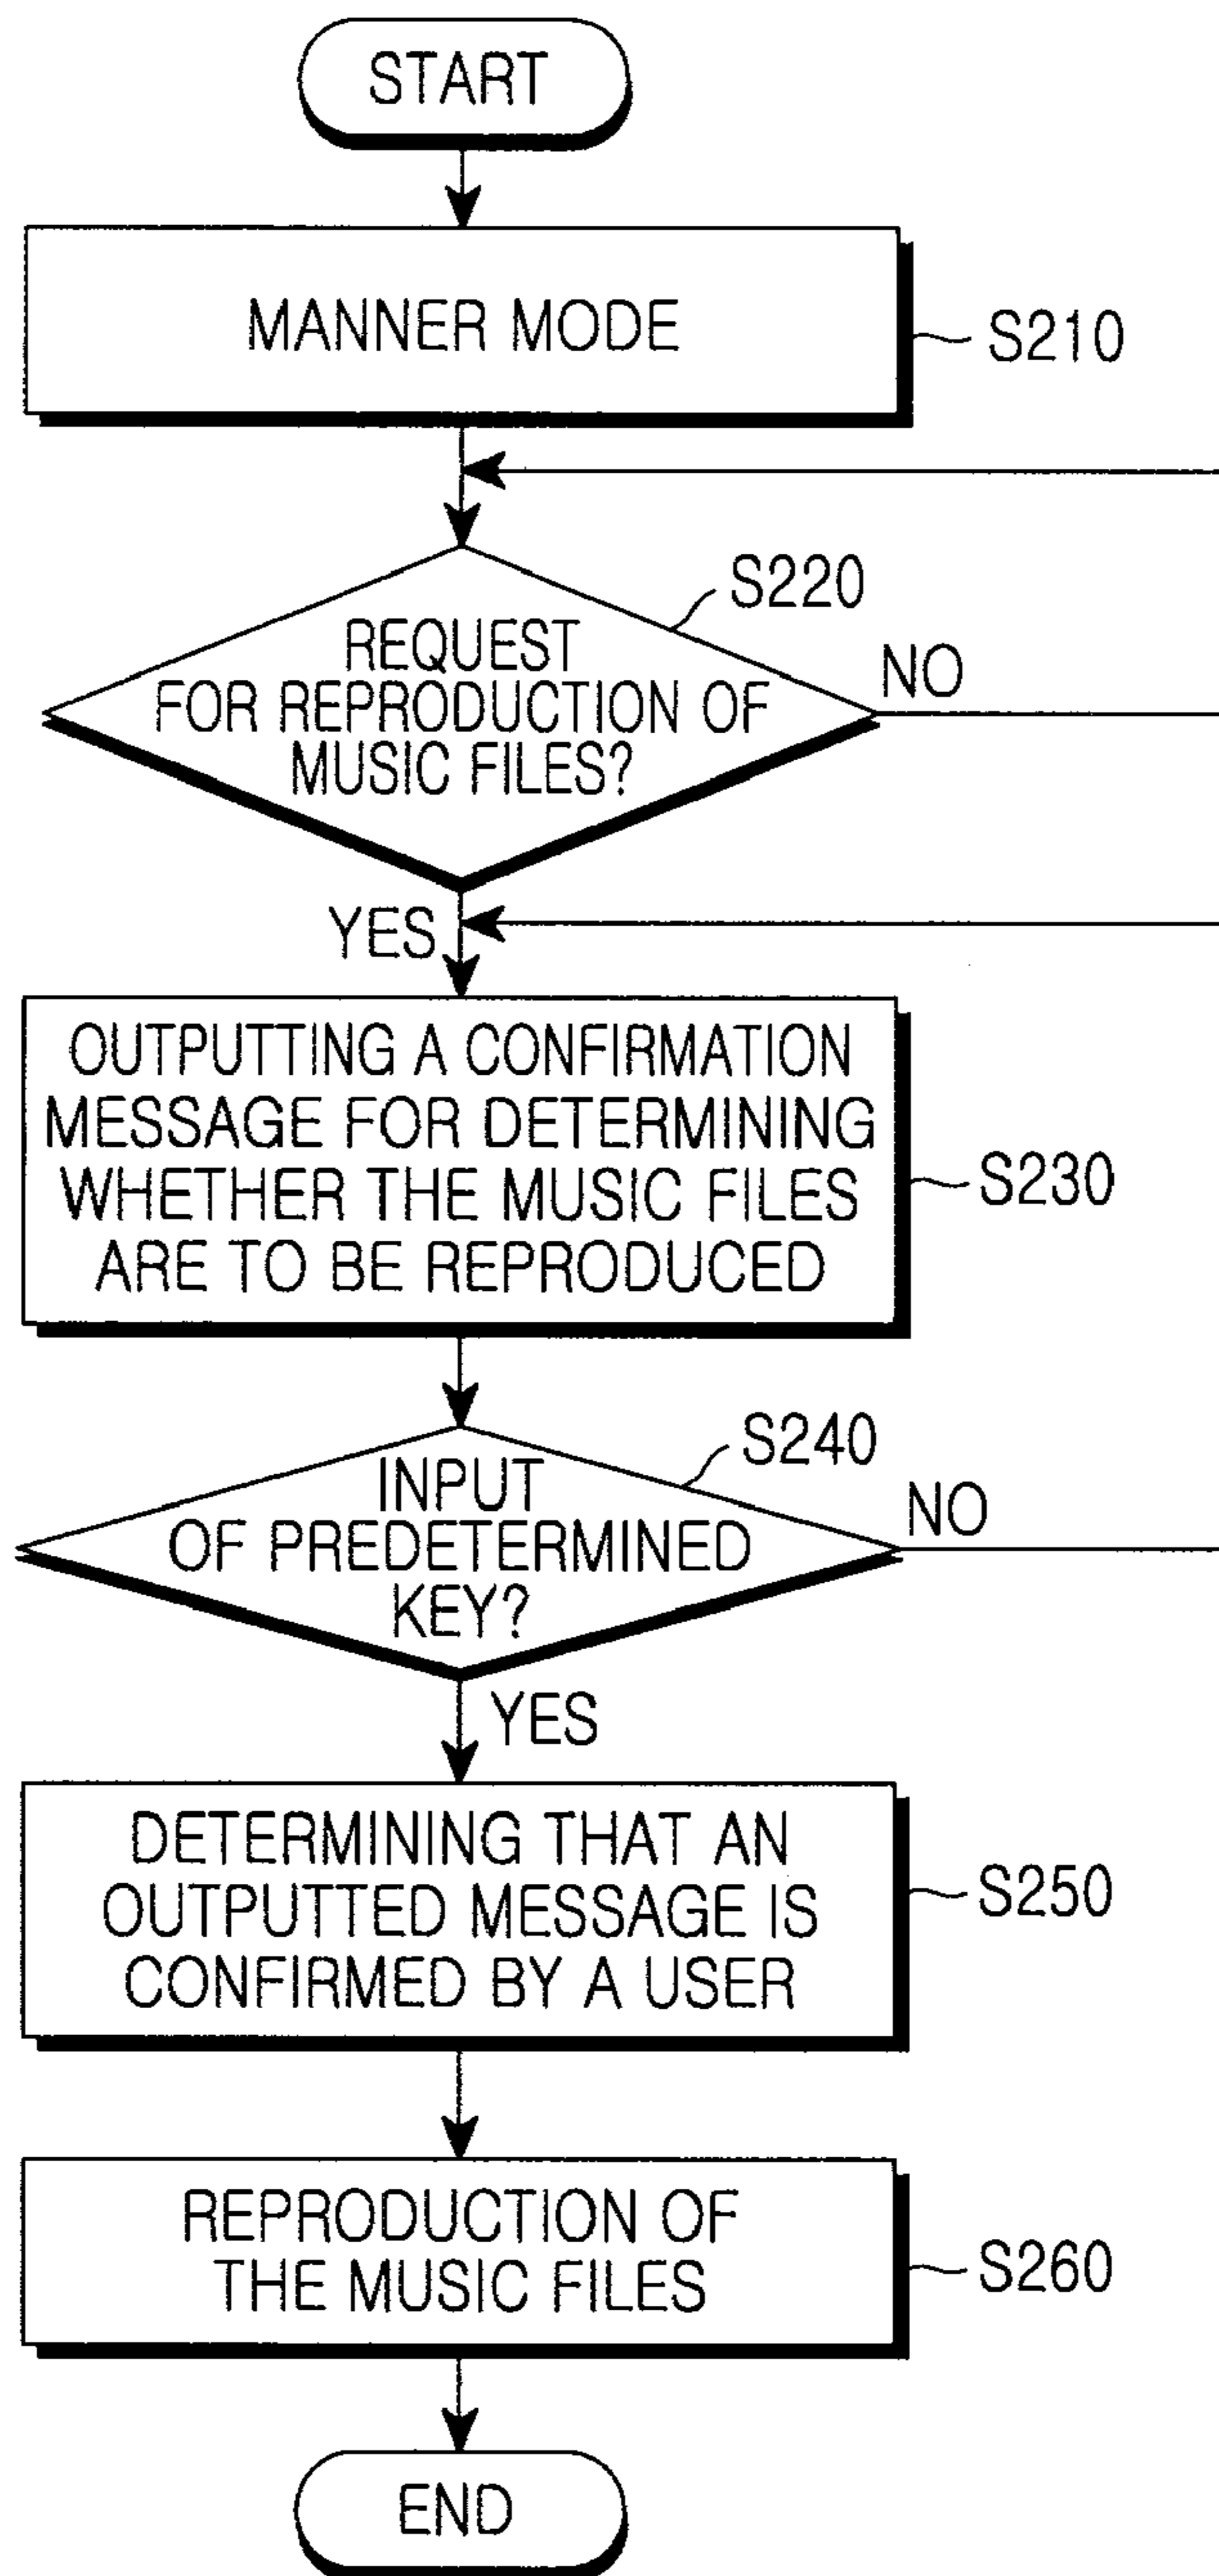 START
MANNER MODE
S210
S220
REQUEST
FOR REPRODUCTION OF
MUSIC FILES?
NO
YES
OUTPUTTING A CONFIRMATION
MESSAGE FOR DETERMINING
WHETHER THE MUSIC FILES
ARE TO BE REPRODUCED
S230
S240
INPUT
OF PREDETERMINED
KEY?
NO
YES
DETERMINING THAT AN
OUTPUTTED MESSAGE IS
CONFIRMED BY A USER
S250
REPRODUCTION OF
THE MUSIC FILES
S260
END